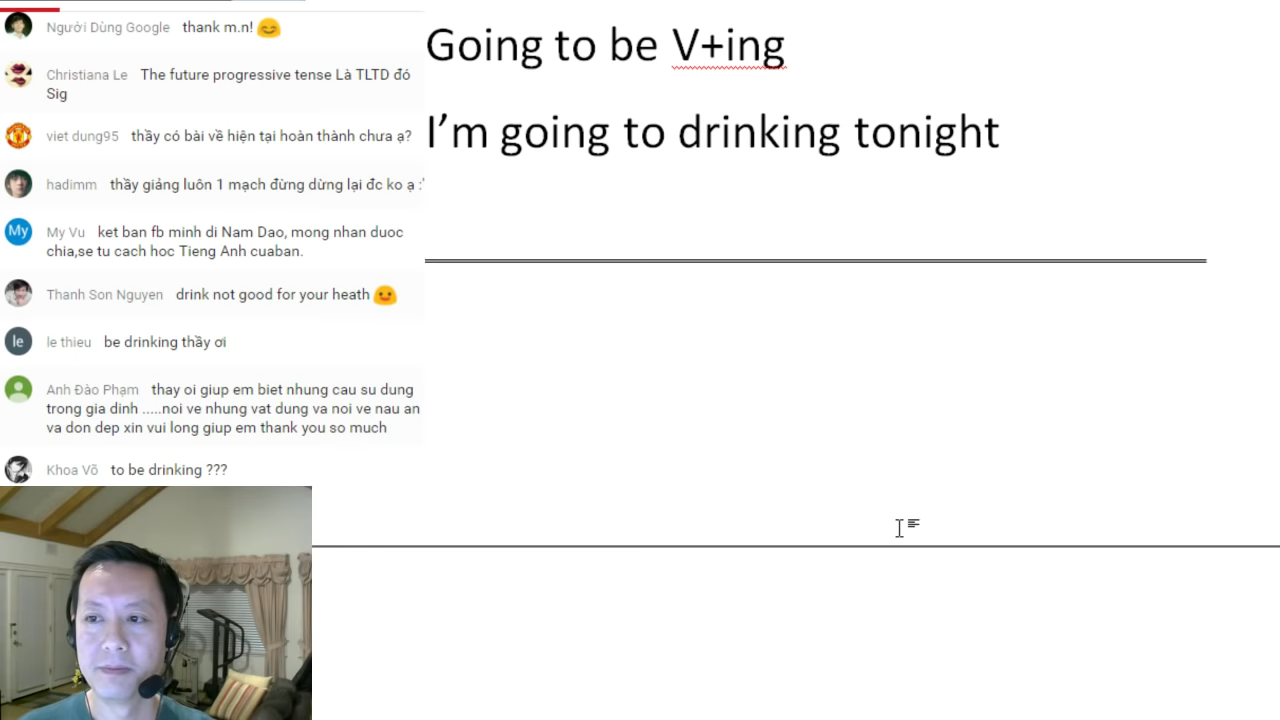 Người Dùng Google thank m.n! 😊
Christiana Le The future progressive tense Là TLTD đó
Sig
viet dung95 thầy có bài về hiện tại hoàn thành chưa ạ?
hadimm thầy giảng luôn 1 mạch đừng dừng lại đc ko ạ :'
My
My Vu ket ban fb minh di Nam Dao, mong nhan duoc
chia,se tu cach hoc Tieng Anh cuaban.
Thanh Son Nguyen drink not good for your heath 😃
le
le thieu be drinking thầy ơi
Anh Đào Phạm thay oi giup em biet nhung cau su dung
trong gia dinh .....noi ve nhung vat dung va noi ve nau an
va don dep xin vui long giup em thank you so much
Khoa Võ to be drinking ???
Going to be V+ing
I’m going to drinking tonight